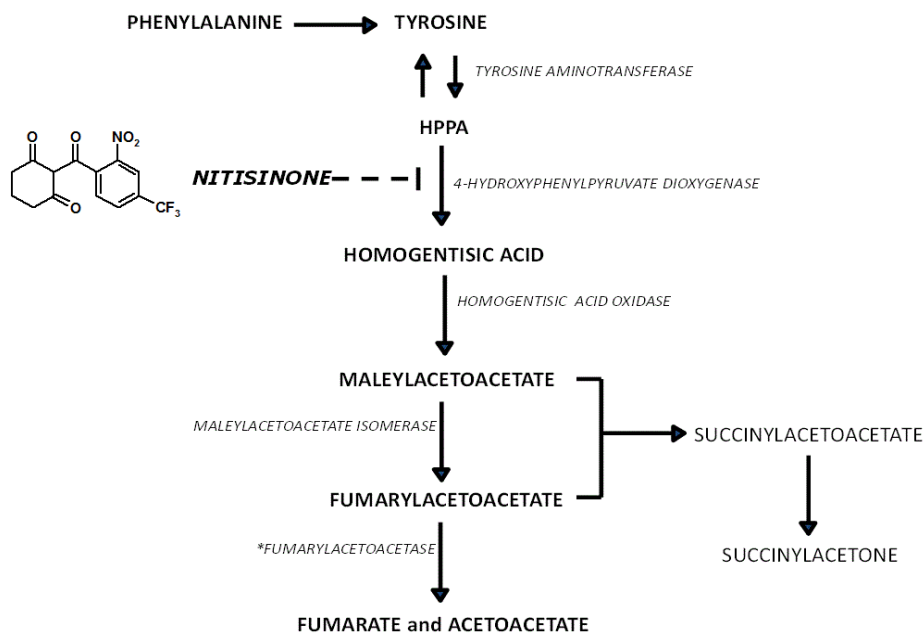 PHENYLALANINE
TYROSINE
TYROSINE AMINOTRANSFERASE
HPPA
O
O
NO2
O
CF3
NITISINONE
4-HYDROXYPHENYLPYRUVATE DIOXYGENASE
HOMOGENTISIC ACID
HOMOGENTISIC ACID OXIDASE
MALEYLACETOACETATE
MALEYLACETOACETATE ISOMERASE
SUCCINYLACETOACETATE
FUMARYLACETOACETATE
*FUMARYLACETOACETASE
SUCCINYLACETONE
FUMARATE and ACETOACETATE